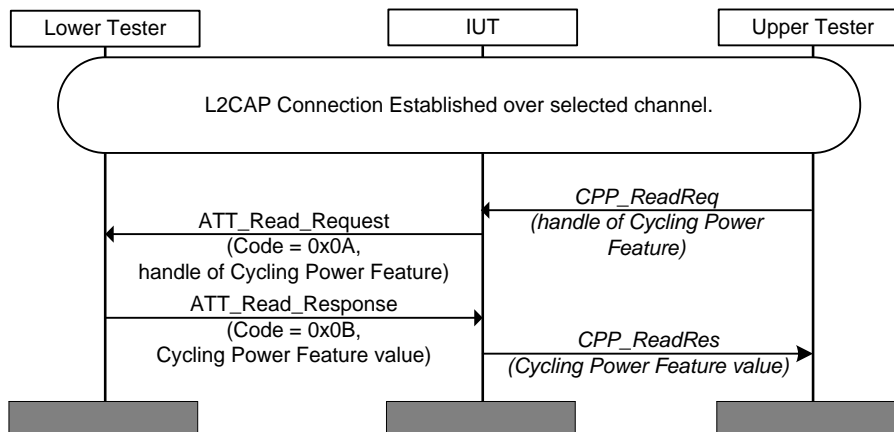 Lower Tester
IUT
Upper Tester
L2CAP Connection Established over selected channel.
CPP_ReadReq
(handle of Cycling Power
Feature)
ATT_Read_Request
(Code = 0x0A,
handle of Cycling Power Feature)
ATT_Read_Response
(Code = 0x0B,
Cycling Power Feature value)
CPP_ReadRes
(Cycling Power Feature value)